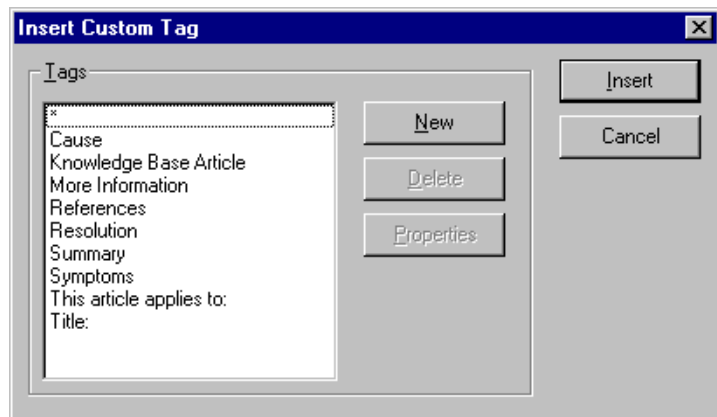 Insert Custom Tag
Tags
*
Cause
Knowledge Base Article
More Information
References
Resolution
Summary
Symptoms
This article applies to:
Title:
New
Delete
Properties
Insert
Cancel